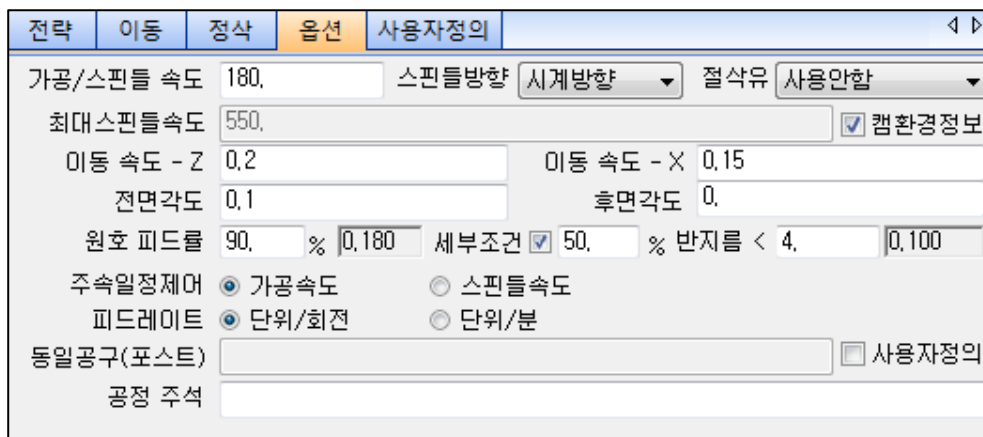 전략 이동 정삭 옵션 사용자정의
가공/스핀들 속도 180, 스핀들방향 시계방향 절삭유 사용안함
최대스핀들속도 550, 캠환경정보
이동 속도 - Z 0,2 이동 속도 - X 0,15
전면각도 0,1 후면각도 0,
원호 피드률 90, % 0,180 세부조건 50, % 반지름 < 4, 0,100
주속일정제어 가공속도 스핀들속도
피드레이트 단위/회전 단위/분
동일공구(포스트) 사용자정의
공정 주석